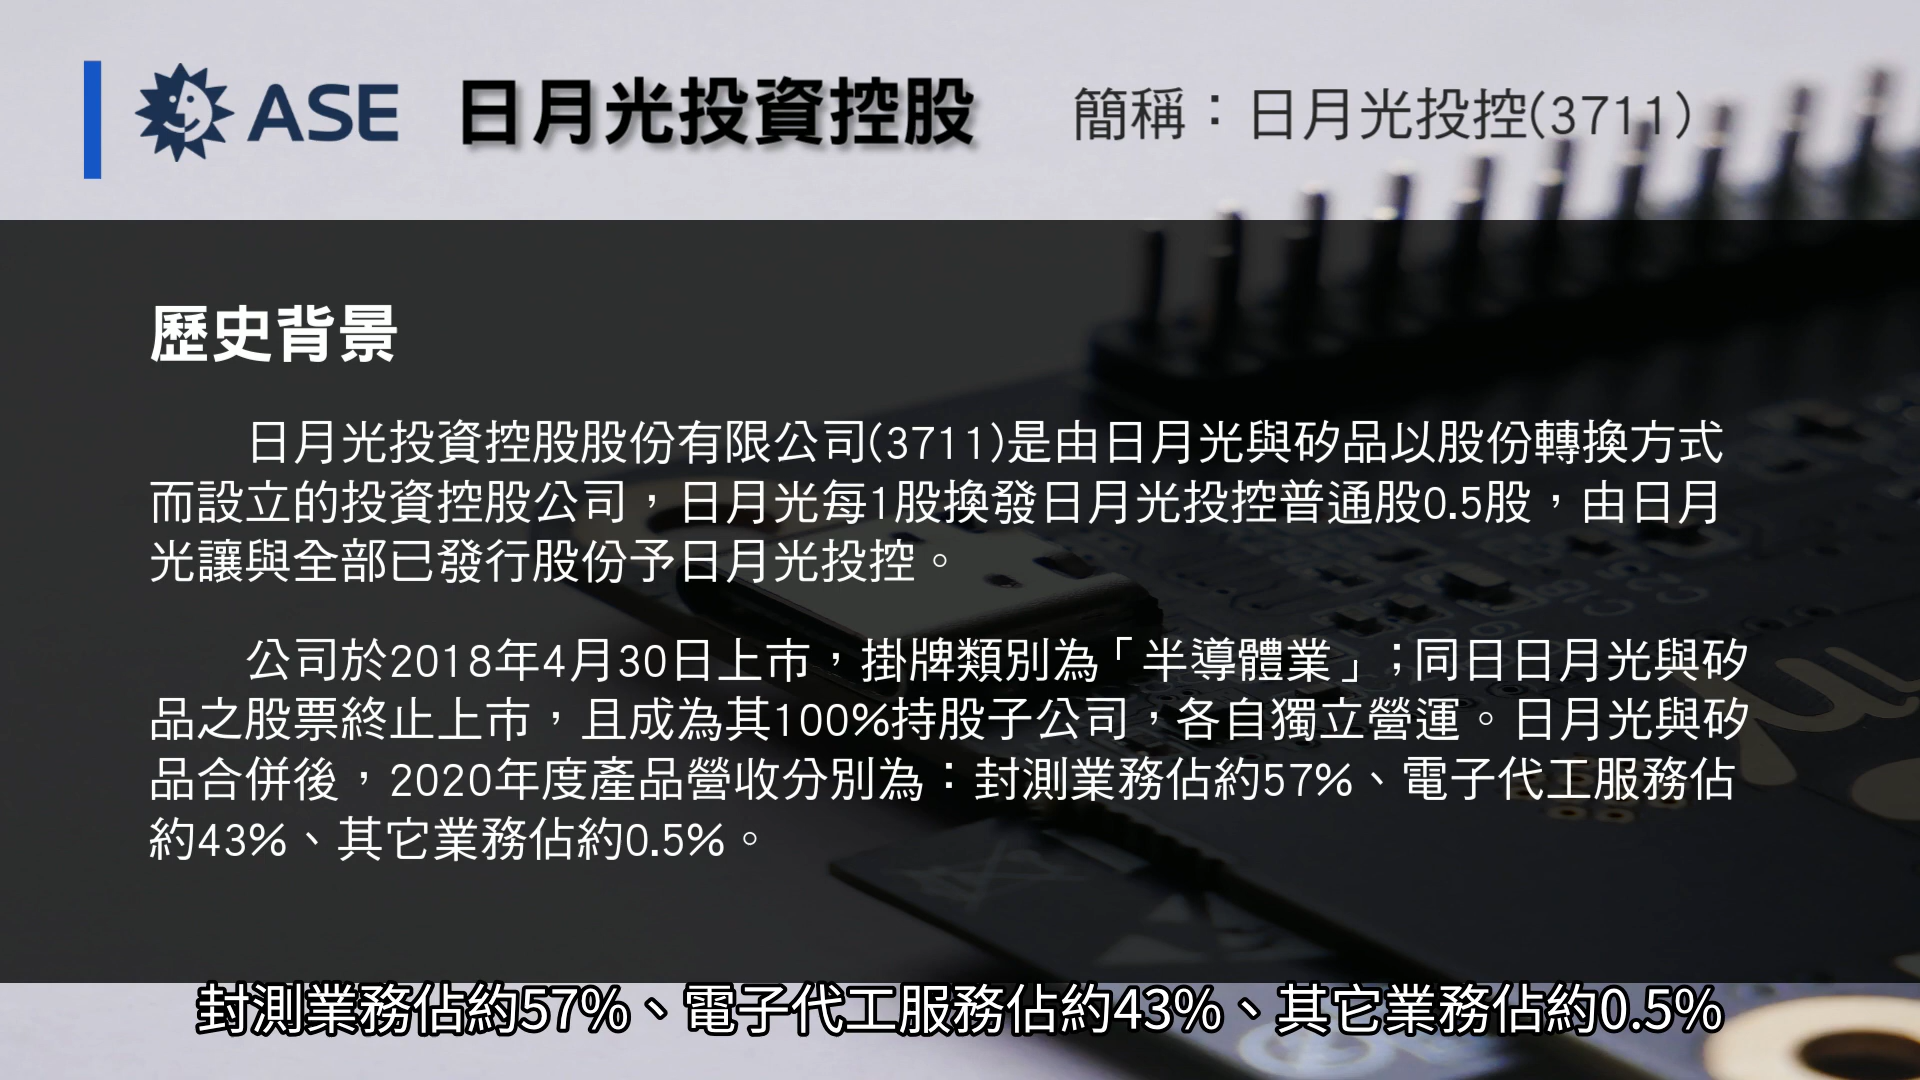 ASE 日月光投資控股 簡稱：日月光投控(3711)
歷史背景
日月光投資控股股份有限公司(3711)是由日月光與矽品以股份轉換方式
而設立的投資控股公司，日月光每1股換發日月光投控普通股0.5股，由日月
光讓與全部已發行股份予日月光投控。
公司於2018年4月30日上市，掛牌類別為「半導體業」；同日日月光與矽
品之股票終止上市，且成為其100%持股子公司，各自獨立營運。日月光與矽
品合併後，2020年度產品營收分別為：封測業務佔約57%、電子代工服務佔
約43%、其它業務佔約0.5%。
封測業務佔約57%、電子代工服務佔約43%、其它業務佔約0.5%